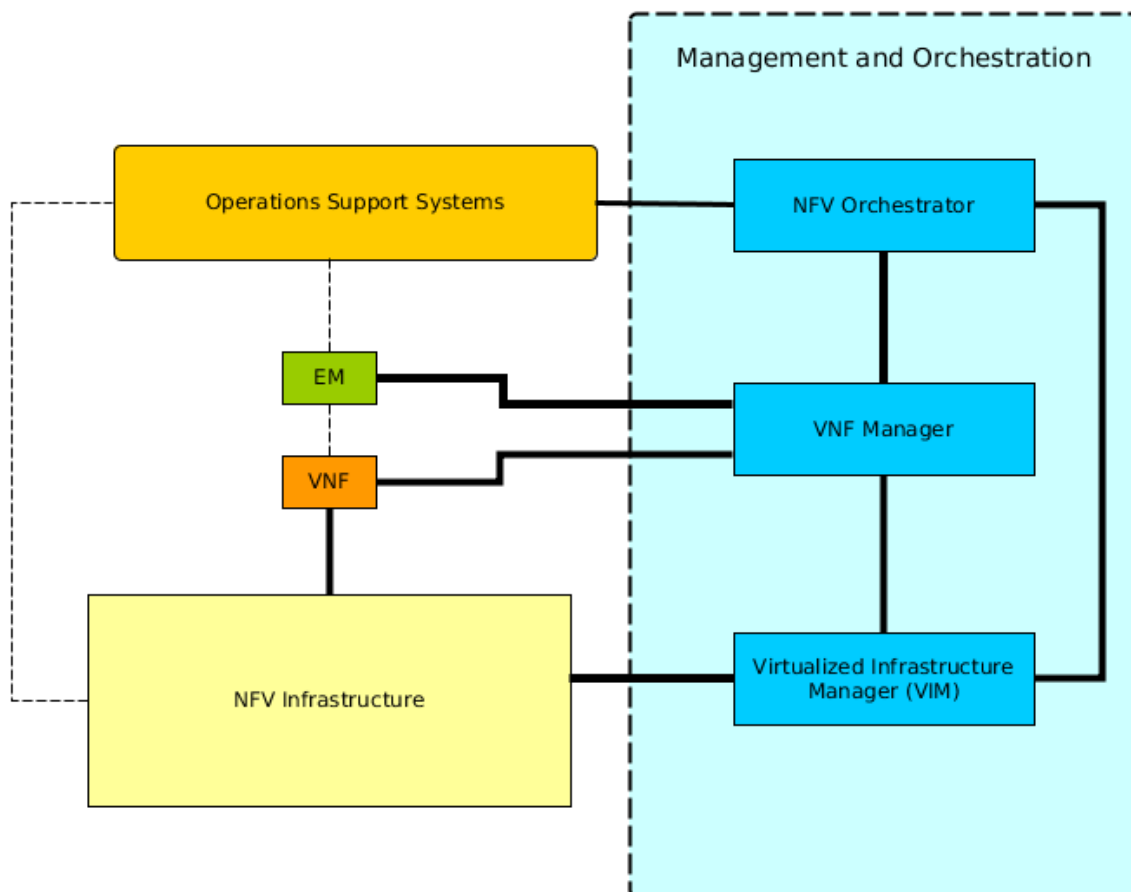 Management and Orchestration
Operations Support Systems
NFV Orchestrator
EM
VNF Manager
VNF
NFV Infrastructure
Virtualized Infrastructure
Manager (VIM)